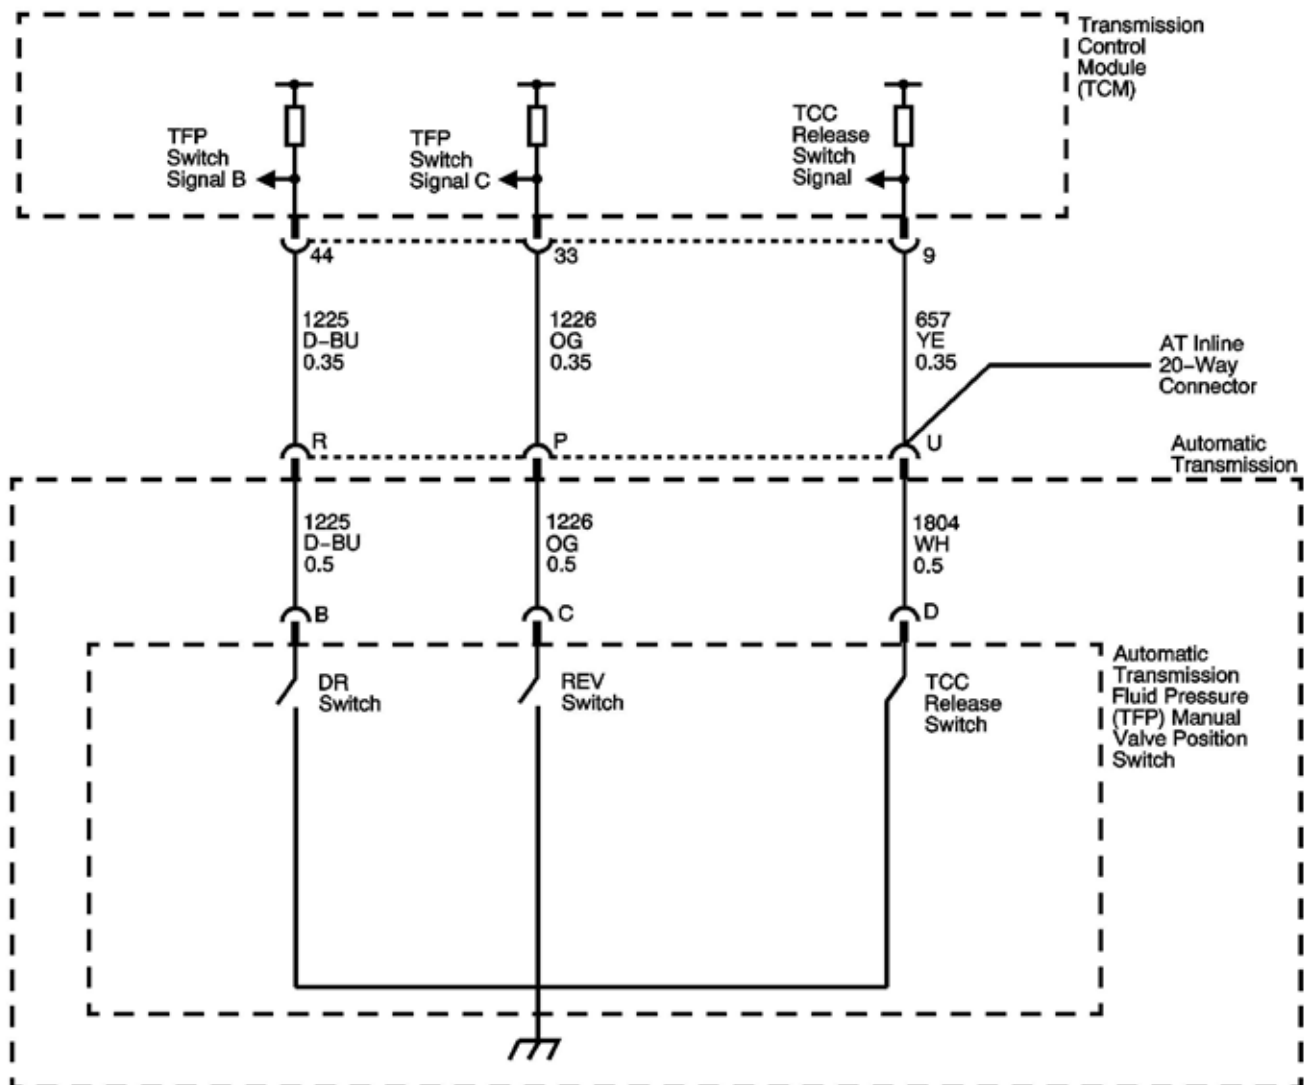 Transmission
Control
Module
(TCM)
TFP
Switch
Signal B
TFP
Switch
Signal C
TCC
Release
Switch
Signal
44
33
9
1225
D-BU
0.35
1226
OG
0.35
657
YE
0.35
AT Inline
20-Way
Connector
R
P
U
Automatic
Transmission
1225
D-BU
0.5
1226
OG
0.5
1804
WH
0.5
B
C
D
DR
Switch
REV
Switch
TCC
Release
Switch
Automatic
Transmission
Fluid Pressure
(TFP) Manual
Valve Position
Switch